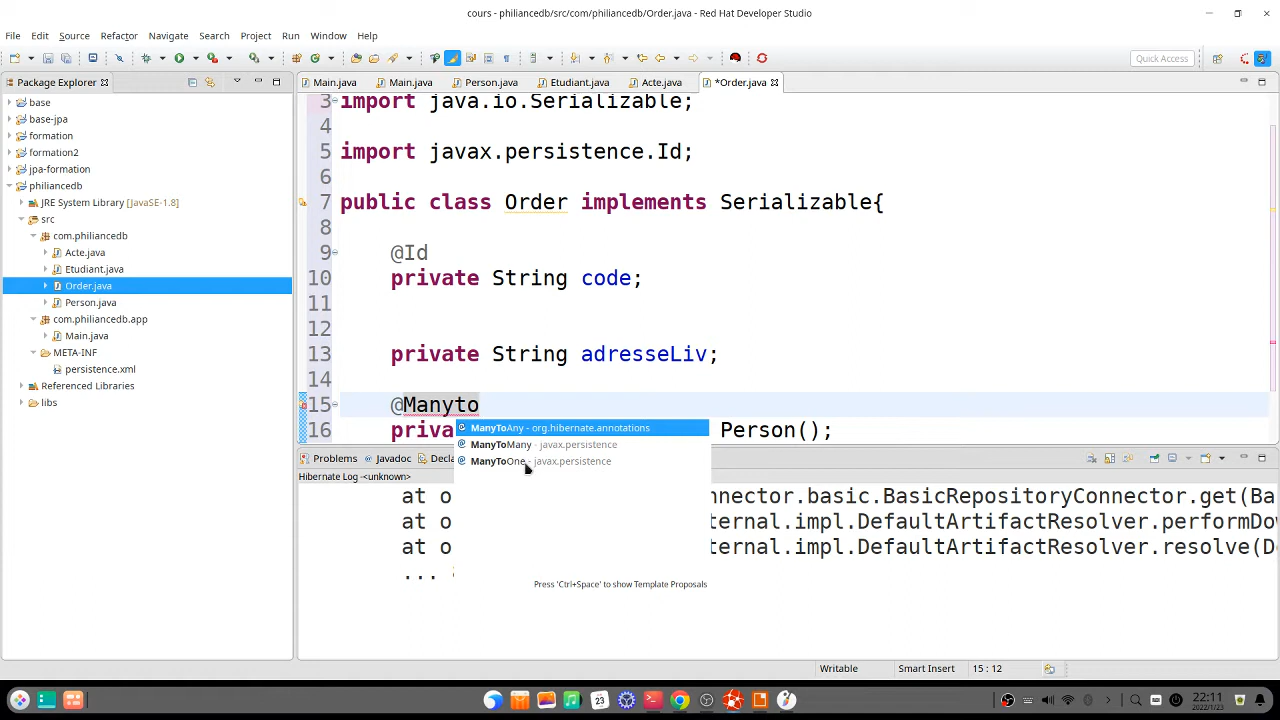 cours - philiancedb/src/com/philiancedb/Order.java - Red Hat Developer Studio
File Edit Source Refactor Navigate Search Project Run Window Help
Quick Access
Package Explorer
Main.java Main.java Person.java Etudiant.java Acte.java *Order.java
base
base-jpa
formation
formation2
jpa-formation
philiancedb
JRE System Library [JavaSE-1.8]
src
com.philiancedb
Acte.java
Etudiant.java
Order.java
Person.java
com.philiancedb.app
Main.java
META-INF
persistence.xml
Referenced Libraries
libs
3 import java.io.Serializable;
4
5 import javax.persistence.Id;
6
7 public class Order implements Serializable{
8
9 @Id
10 private String code;
11
12
13 private String adresseLiv;
14
15 @Manyto
16 priva Person();
ManyToAny - org.hibernate.annotations
ManyToMany - javax.persistence
ManyToOne - javax.persistence
Press 'Ctrl+Space' to show Template Proposals
Problems Javadoc Decla
Hibernate Log -<unknown>
at o nnector.basic.BasicRepositoryConnector.get(Ba
at o ternal.impl.DefaultArtifactResolver.performDo
at o ternal.impl.DefaultArtifactResolver.resolve(D
...
Writable Smart Insert 15 : 12
23
22:11
2022/1/23